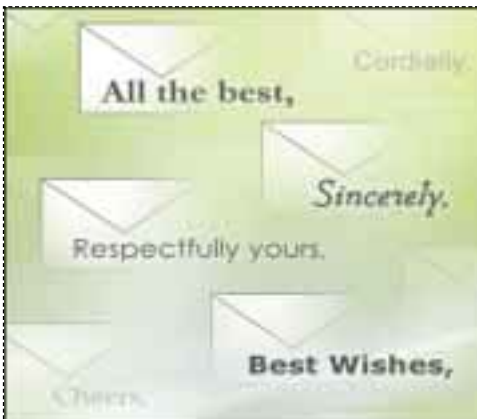 Cordially,
All the best,
Sincerely,
Respectfully yours,
Best Wishes,
Cheers,